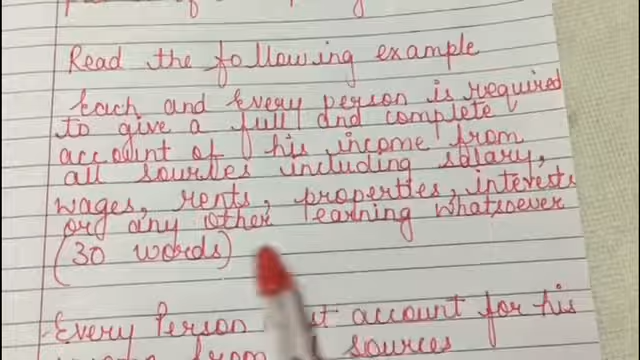 Read the following example
Each and Every person is required
to give a full and complete
account of his income from
all sources including salary,
wages, rents, properties, interests
or any other earning whatsoever
(30 words)
Every Person account for his
from sources